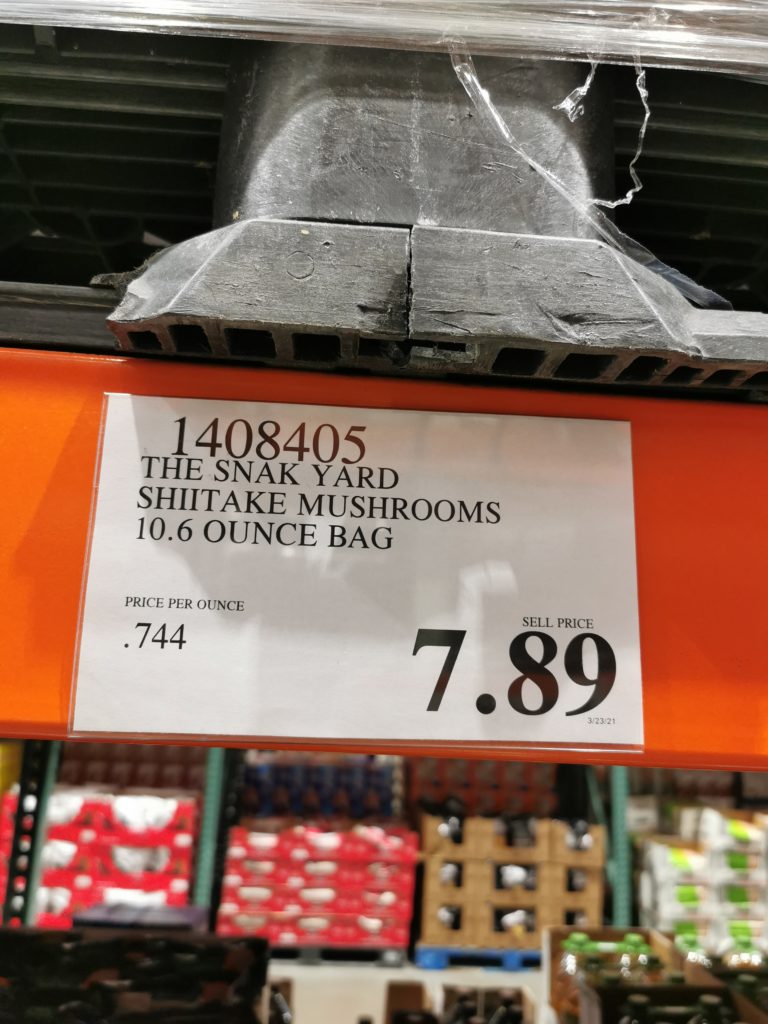 1408405
THE SNAK YARD
SHIITAKE MUSHROOMS
10.6 OUNCE BAG
PRICE PER OUNCE
.744
SELL PRICE
7.89
3/23/21